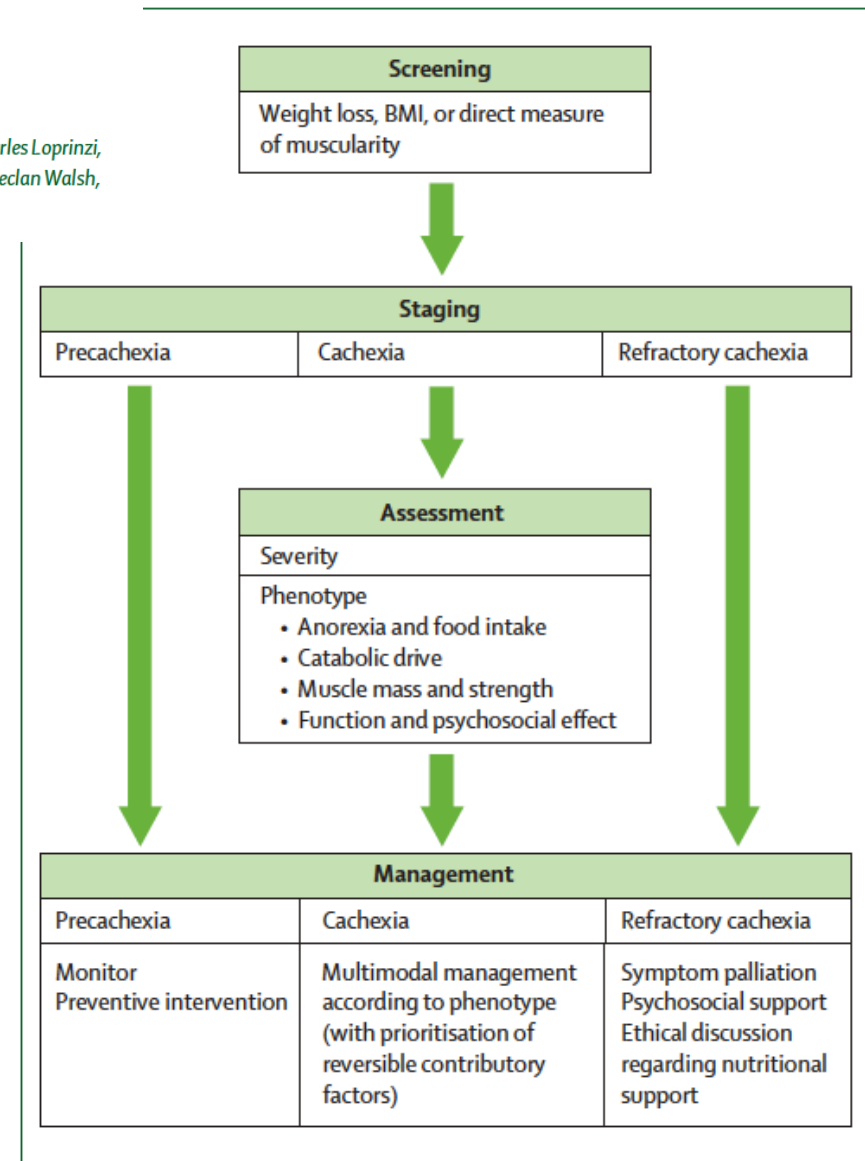 Screening
Weight loss, BMI, or direct measure
of muscularity
rles Loprinzi,
eclan Walsh,
Staging
Precachexia
Cachexia
Refractory cachexia
Assessment
Severity
Phenotype
• Anorexia and food intake
• Catabolic drive
• Muscle mass and strength
• Function and psychosocial effect
Management
Precachexia
Cachexia
Refractory cachexia
Monitor
Preventive intervention
Multimodal management
according to phenotype
(with prioritisation of
reversible contributory
factors)
Symptom palliation
Psychosocial support
Ethical discussion
regarding nutritional
support